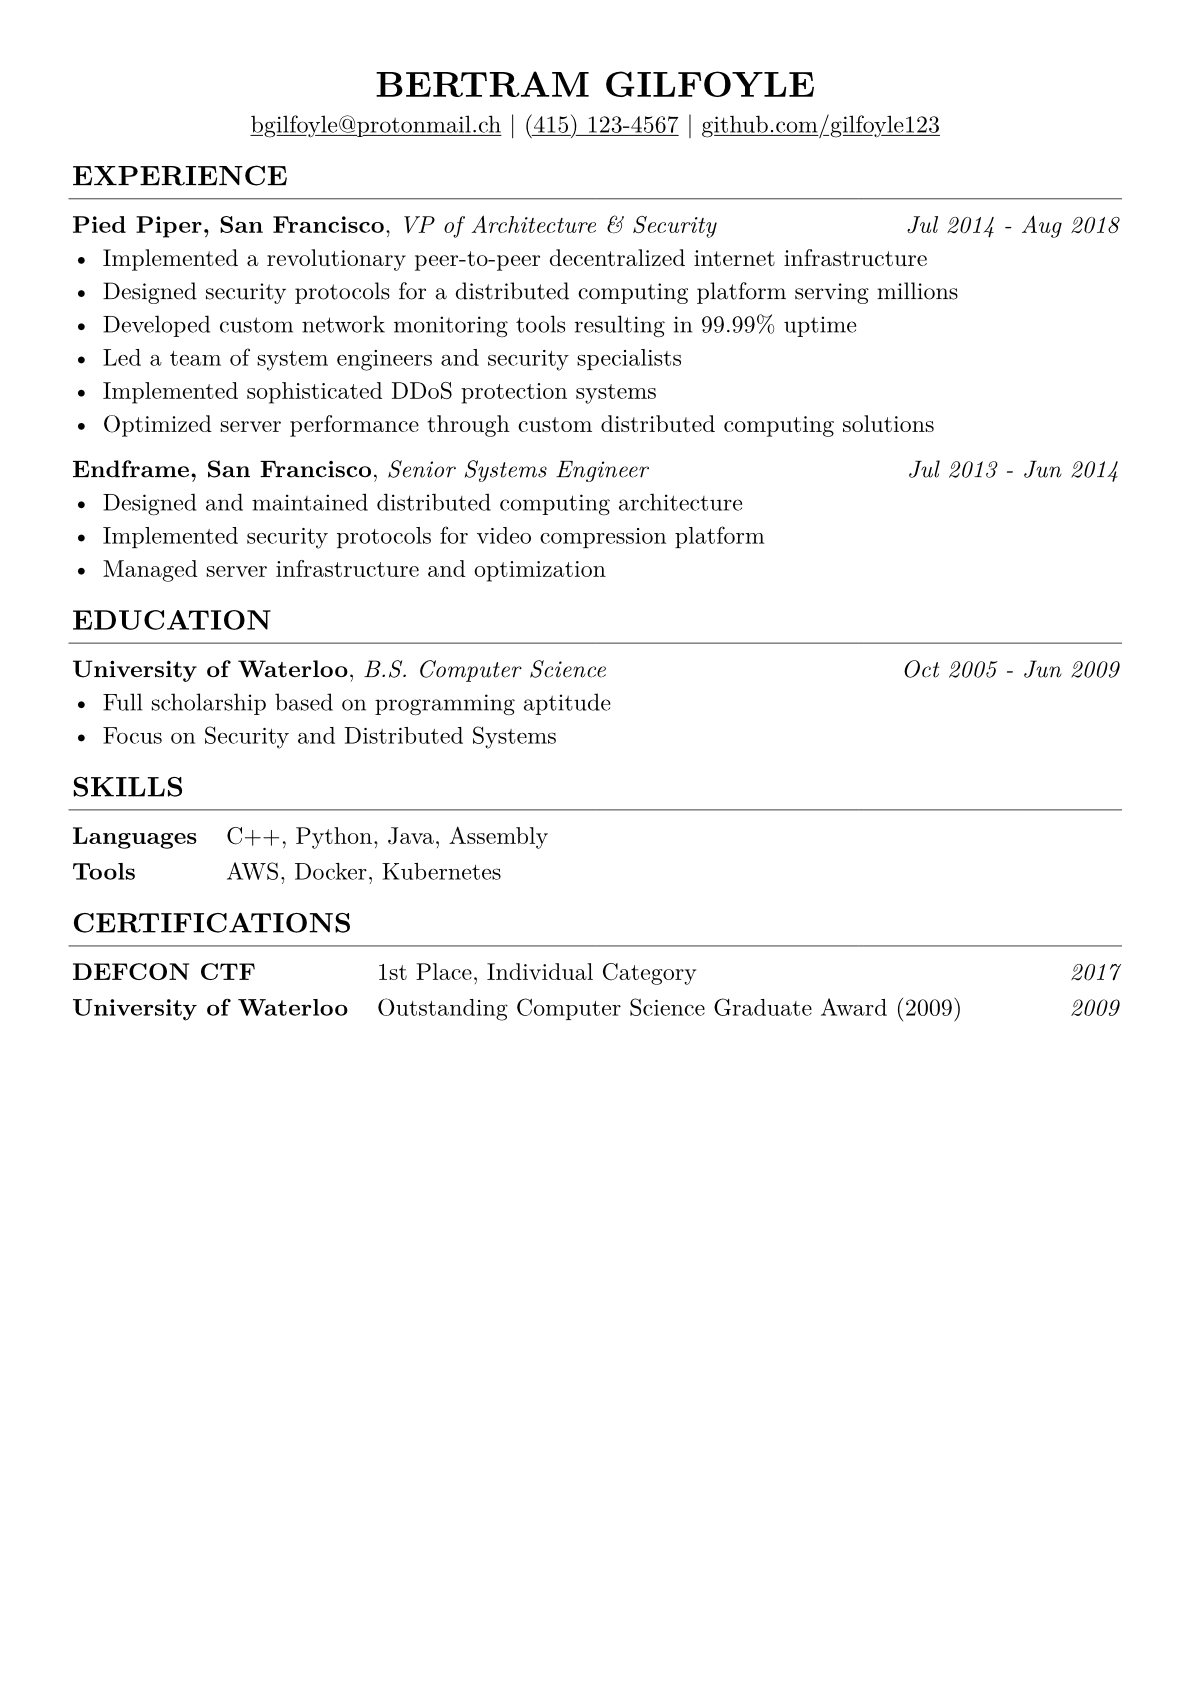 BERTRAM GILFOYLE
bgilfoyle@protonmail.ch | (415) 123-4567 | github.com/gilfoyle123
EXPERIENCE
Pied Piper, San Francisco, VP of Architecture & Security Jul 2014 - Aug 2018
• Implemented a revolutionary peer-to-peer decentralized internet infrastructure
• Designed security protocols for a distributed computing platform serving millions
• Developed custom network monitoring tools resulting in 99.99% uptime
• Led a team of system engineers and security specialists
• Implemented sophisticated DDoS protection systems
• Optimized server performance through custom distributed computing solutions
Endframe, San Francisco, Senior Systems Engineer Jul 2013 - Jun 2014
• Designed and maintained distributed computing architecture
• Implemented security protocols for video compression platform
• Managed server infrastructure and optimization
EDUCATION
University of Waterloo, B.S. Computer Science Oct 2005 - Jun 2009
• Full scholarship based on programming aptitude
• Focus on Security and Distributed Systems
SKILLS
Languages C++, Python, Java, Assembly
Tools AWS, Docker, Kubernetes
CERTIFICATIONS
DEFCON CTF 1st Place, Individual Category 2017
University of Waterloo Outstanding Computer Science Graduate Award (2009) 2009